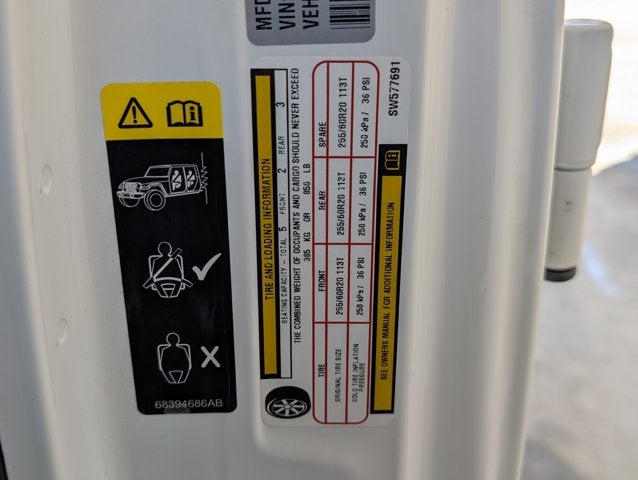 MFD
VIN
VEH
68394686AB
TIRE AND LOADING INFORMATION
SEATING CAPACITY - TOTAL 5 FRONT 2 REAR 3
THE COMBINED WEIGHT OF OCCUPANTS AND CARGO SHOULD NEVER EXCEED
385 KG OR 850 LB
TIRE FRONT REAR SPARE
ORIGINAL TIRE SIZE 255/60R20 113T 255/60R20 113T 255/60R20 113T
COLD TIRE INFLATION
PRESSURE 250 kPa / 36 PSI 250 kPa / 36 PSI 250 kPa / 36 PSI
SEE OWNERS MANUAL FOR ADDITIONAL INFORMATION
SW577691